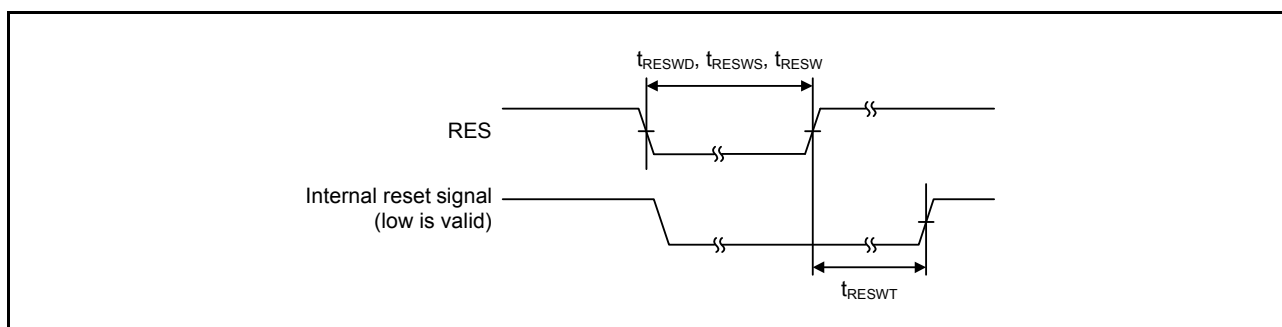 tRESWD, tRESWS, tRESW
RES
Internal reset signal
(low is valid)
tRESWT